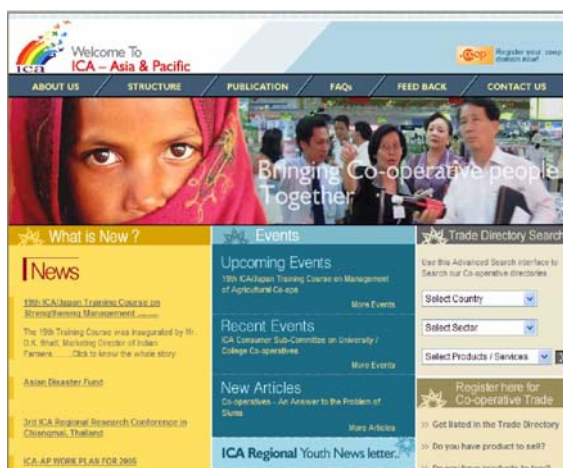 ica
Welcome To
ICA – Asia & Pacific
.coop
Register your coop
domain now!
ABOUT US
STRUCTURE
PUBLICATION
FAQs
FEED BACK
CONTACT US
Bringing Co-operative people
Together
What is New ?
News
19th ICA/Japan Training Course on
Strengthening Management ........
The 19th Training Course was inaugurated by Mr.
D.K. Bhatt, Marketing Director of Indian
Farmers ........Click to know the whole story
Asian Disaster Fund
3rd ICA Regional Research Conference in
Chiangmai, Thailand
ICA-AP WORK PLAN FOR 2005
Events
Upcoming Events
19th ICA/Japan Training Course on Management
of Agricultural Co-ops
More Events
Recent Events
ICA Consumer Sub-Committee on University /
College Co-operatives
More Events
New Articles
Co-operatives - An Answer to the Problem of
Slums
More Articles
ICA Regional Youth News letter..
Trade Directory Search
Use this Advanced Search interface to
Search our Co-operative directories
Select Country
Select Sector
Select Products / Services
Register here for
Co-operative Trade
>> Get listed in the Trade Directory
>> Do you have product to sell?